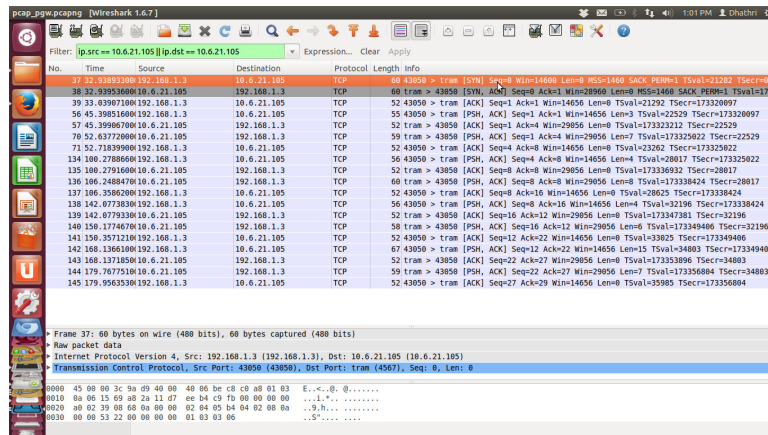 pcap_pgw.pcapng [Wireshark 1.6.7]
1:01 PM Dhathri
Filter: ip.src == 10.6.21.105||ip.dst == 10.6.21.105 Expression... Clear Apply
No. Time Source Destination Protocol Length Info
37 32.93893300 192.168.1.3 10.6.21.105 TCP 60 43050 > tram [SYN] Seq=0 Win=14600 Len=0 MSS=1460 SACK_PERM=1 TSval=21282 TSecr=0
38 32.93953600 10.6.21.105 192.168.1.3 TCP 60 tram > 43050 [SYN, ACK] Seq=0 Ack=1 Win=28960 Len=0 MSS=1460 SACK_PERM=1 TSval=17
39 33.03907100 192.168.1.3 10.6.21.105 TCP 52 43050 > tram [ACK] Seq=1 Ack=1 Win=14656 Len=0 TSval=21292 TSecr=173320097
56 45.39851600 192.168.1.3 10.6.21.105 TCP 55 43050 > tram [PSH, ACK] Seq=1 Ack=1 Win=14656 Len=3 TSval=22529 TSecr=173320097
57 45.39906700 10.6.21.105 192.168.1.3 TCP 52 tram > 43050 [ACK] Seq=1 Ack=4 Win=29056 Len=0 TSval=173323212 TSecr=22529
70 52.63772000 10.6.21.105 192.168.1.3 TCP 59 tram > 43050 [PSH, ACK] Seq=1 Ack=4 Win=29056 Len=7 TSval=173325022 TSecr=22529
71 52.71839900 192.168.1.3 10.6.21.105 TCP 52 43050 > tram [ACK] Seq=4 Ack=8 Win=14656 Len=0 TSval=23262 TSecr=173325022
134 100.2788660 192.168.1.3 10.6.21.105 TCP 56 43050 > tram [PSH, ACK] Seq=4 Ack=8 Win=14656 Len=4 TSval=28017 TSecr=173325022
135 100.2791600 10.6.21.105 192.168.1.3 TCP 52 tram > 43050 [ACK] Seq=8 Ack=8 Win=29056 Len=0 TSval=173336932 TSecr=28017
136 106.2488470 10.6.21.105 192.168.1.3 TCP 60 tram > 43050 [PSH, ACK] Seq=8 Ack=8 Win=29056 Len=8 TSval=173338424 TSecr=28017
137 106.3586200 192.168.1.3 10.6.21.105 TCP 52 43050 > tram [ACK] Seq=8 Ack=16 Win=14656 Len=0 TSval=28625 TSecr=173338424
138 142.0773830 192.168.1.3 10.6.21.105 TCP 56 43050 > tram [PSH, ACK] Seq=8 Ack=16 Win=14656 Len=4 TSval=32196 TSecr=173338424
139 142.0779330 10.6.21.105 192.168.1.3 TCP 52 tram > 43050 [ACK] Seq=16 Ack=12 Win=29056 Len=0 TSval=173347381 TSecr=32196
140 150.1774670 10.6.21.105 192.168.1.3 TCP 58 tram > 43050 [PSH, ACK] Seq=16 Ack=12 Win=29056 Len=6 TSval=173349406 TSecr=32196
141 150.3571210 192.168.1.3 10.6.21.105 TCP 52 43050 > tram [ACK] Seq=12 Ack=22 Win=14656 Len=0 TSval=33025 TSecr=173349406
142 168.1366100 192.168.1.3 10.6.21.105 TCP 67 43050 > tram [PSH, ACK] Seq=12 Ack=22 Win=14656 Len=15 TSval=34803 TSecr=17334940
143 168.1371850 10.6.21.105 192.168.1.3 TCP 52 tram > 43050 [ACK] Seq=22 Ack=27 Win=29056 Len=0 TSval=173353896 TSecr=34803
144 179.7677510 10.6.21.105 192.168.1.3 TCP 59 tram > 43050 [PSH, ACK] Seq=22 Ack=27 Win=29056 Len=7 TSval=173356804 TSecr=34803
145 179.9563530 192.168.1.3 10.6.21.105 TCP 52 43050 > tram [ACK] Seq=27 Ack=29 Win=14656 Len=0 TSval=35985 TSecr=173356804
Frame 37: 60 bytes on wire (480 bits), 60 bytes captured (480 bits)
Raw packet data
Internet Protocol Version 4, Src: 192.168.1.3 (192.168.1.3), Dst: 10.6.21.105 (10.6.21.105)
Transmission Control Protocol, Src Port: 43050 (43050), Dst Port: tram (4567), Seq: 0, Len: 0
0000 45 00 00 3c 9a d9 40 00 40 06 be c8 c0 a8 01 03 E..<..@. @.......
0010 0a 06 15 69 a8 2a 11 d7 ee b4 c9 fb 00 00 00 00 ...i.*.. ........
0020 a0 02 39 08 68 0a 00 00 02 04 05 b4 04 02 08 0a ..9.h... ........
0030 00 00 53 22 00 00 00 00 01 03 03 06 ..S".... ....